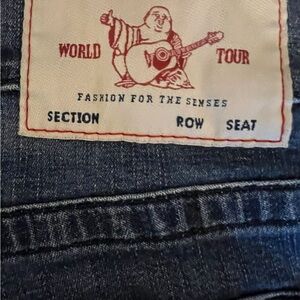 WORLD TOUR
FASHION FOR THE SENSES
SECTION ROW SEAT